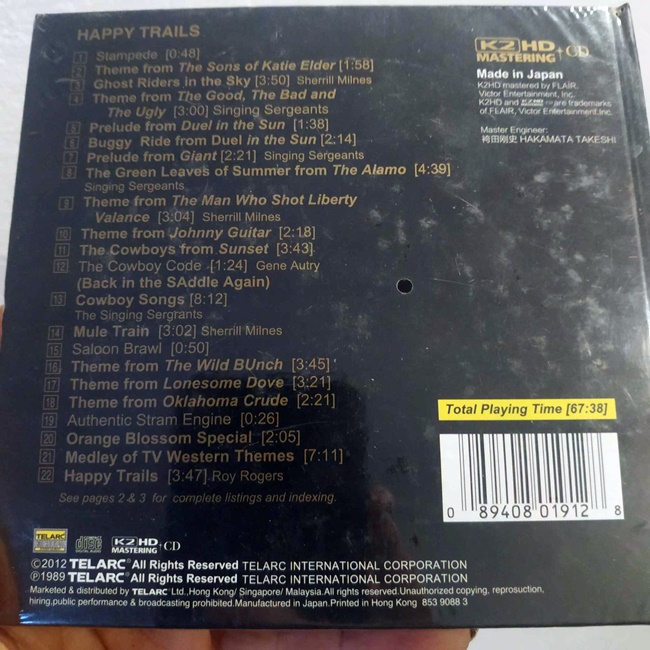 HAPPY TRAILS
1 Stampede [0:48]
2 Theme from The Sons of Katie Elder [1:58]
3 Ghost Riders in the Sky [3:50] Sherrill Milnes
4 Theme from The Good, The Bad and
The Ugly [3:00] Singing Sergeants
5 Prelude from Duel in the Sun [1:38]
6 Buggy Ride from Duel in the Sun [2:14]
7 Prelude from Giant [2:21] Singing Sergeants
8 The Green Leaves of Summer from The Alamo [4:39]
Singing Sergeants
9 Theme from The Man Who Shot Liberty
Valance [3:04] Sherrill Milnes
10 Theme from Johnny Guitar [2:18]
11 The Cowboys from Sunset [3:43]
12 The Cowboy Code [1:24] Gene Autry
(Back in the SAddle Again)
13 Cowboy Songs [8:12]
The Singing Sergrants
14 Mule Train [3:02] Sherrill Milnes
15 Saloon Brawl [0:50]
16 Theme from The Wild BUnch [3:45]'
17 Theme from Lonesome Dove [3:21]
18 Theme from Oklahoma Crude [2:21]
19 Authentic Stram Engine [0:26]
20 Orange Blossom Special [2:05]
21 Medley of TV Western Themes [7:11]
22 Happy Trails [3:47] Roy Rogers
See pages 2 & 3 for complete listings and indexing.
K2 HD
MASTERING + CD
Made in Japan
K2HD mastered by FLAIR,
Victor Entertainment, Inc.
K2HD and K2HD are trademarks
of FLAIR, Victor Entertainment.Inc.
Master Engineer:
袴田剛史 HAKAMATA TAKESHI
Total Playing Time [67:38]
0 89408 01912 8
TELARC
COMPACT disc DIGITAL AUDIO
K2 HD
MASTERING + CD
©2012 TELARC® All Rights Reserved TELARC INTERNATIONAL CORPORATION
℗1989 TELARC® All Rights Reserved TELARC INTERNATIONAL CORPORATION
Marketed & distributed by TELARC Ltd.,Hong Kong/ Singapore/ Malaysia.All rights reserved.Unauthorized copying, reprosuction,
hiring.public performance & broadcasting prohibited.Manufactured in Japan.Printed in Hong Kong 853 9088 3